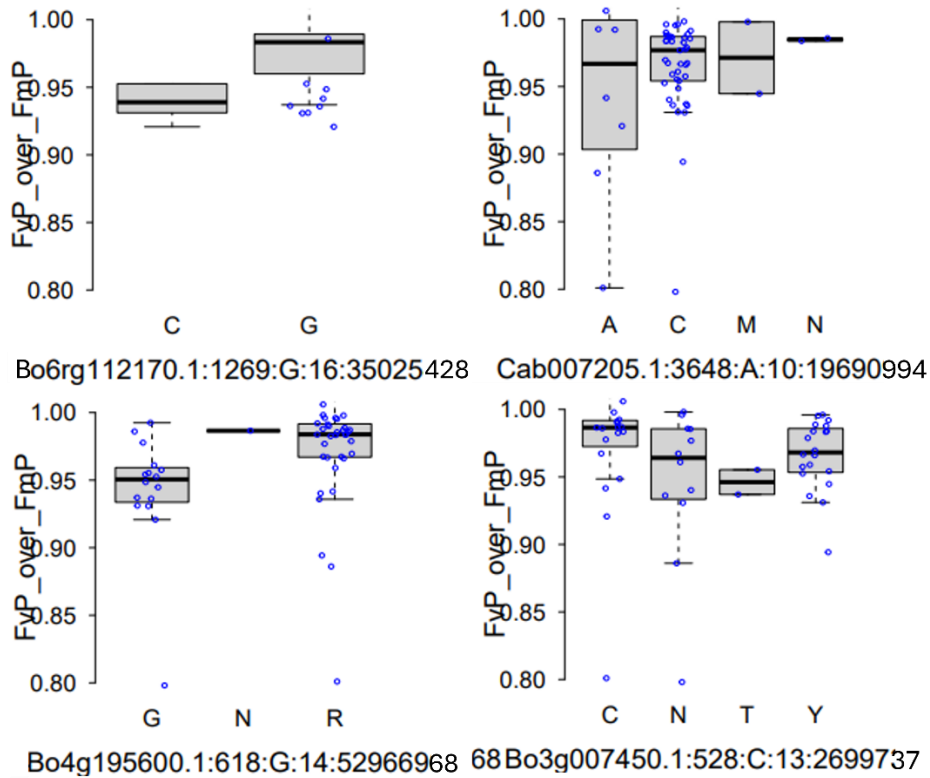 FvP_over_FmP
1.00
0.95
0.90
0.85
0.80
C G
Bo6rg112170.1:1269:G:16:35025428
FvP_over_FmP
1.00
0.95
0.90
0.85
0.80
A C M N
Cab007205.1:3648:A:10:19690994
FvP_over_FmP
1.00
0.95
0.90
0.85
0.80
G N R
Bo4g195600.1:618:G:14:52966968
FvP_over_FmP
1.00
0.95
0.90
0.85
0.80
C N T Y
68 Bo3g007450.1:528:C:13:2699737